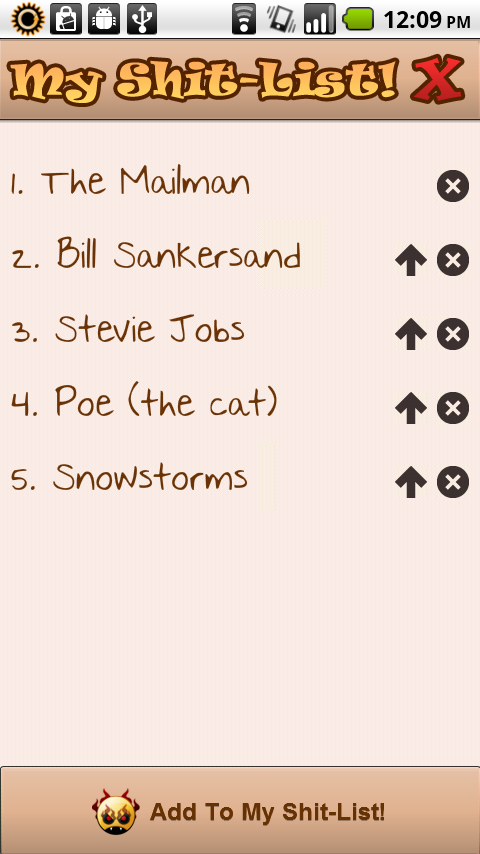 12:09 PM
My Shit-List! X
1. The Mailman
2. Bill Sankersand
3. Stevie Jobs
4. Poe (the cat)
5. Snowstorms
Add To My Shit-List!